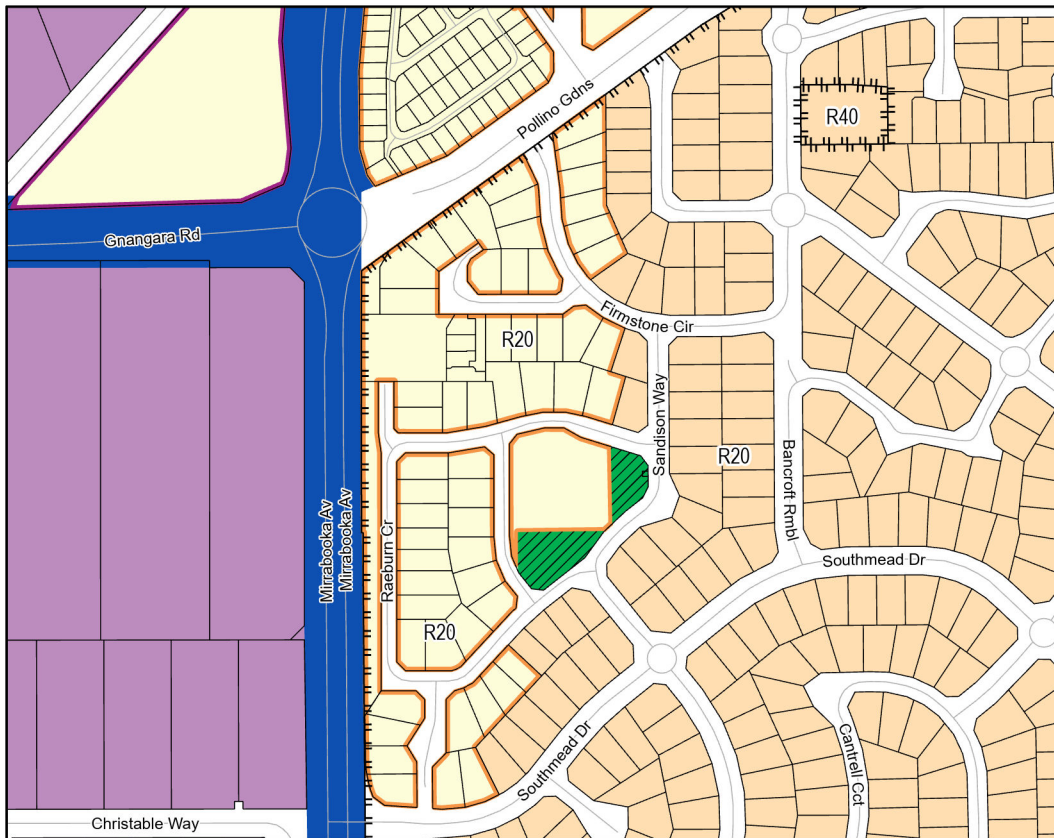 Pollino Gdns
R40
Gnangara Rd
Firmstone Cir
R20
Sandison Way
R20
Bancroft Rmbl
Mirrabooka Av
Mirrabooka Av
Raeburn Cr
Southmead Dr
R20
Southmead Dr
Cantrell Cct
Christable Way